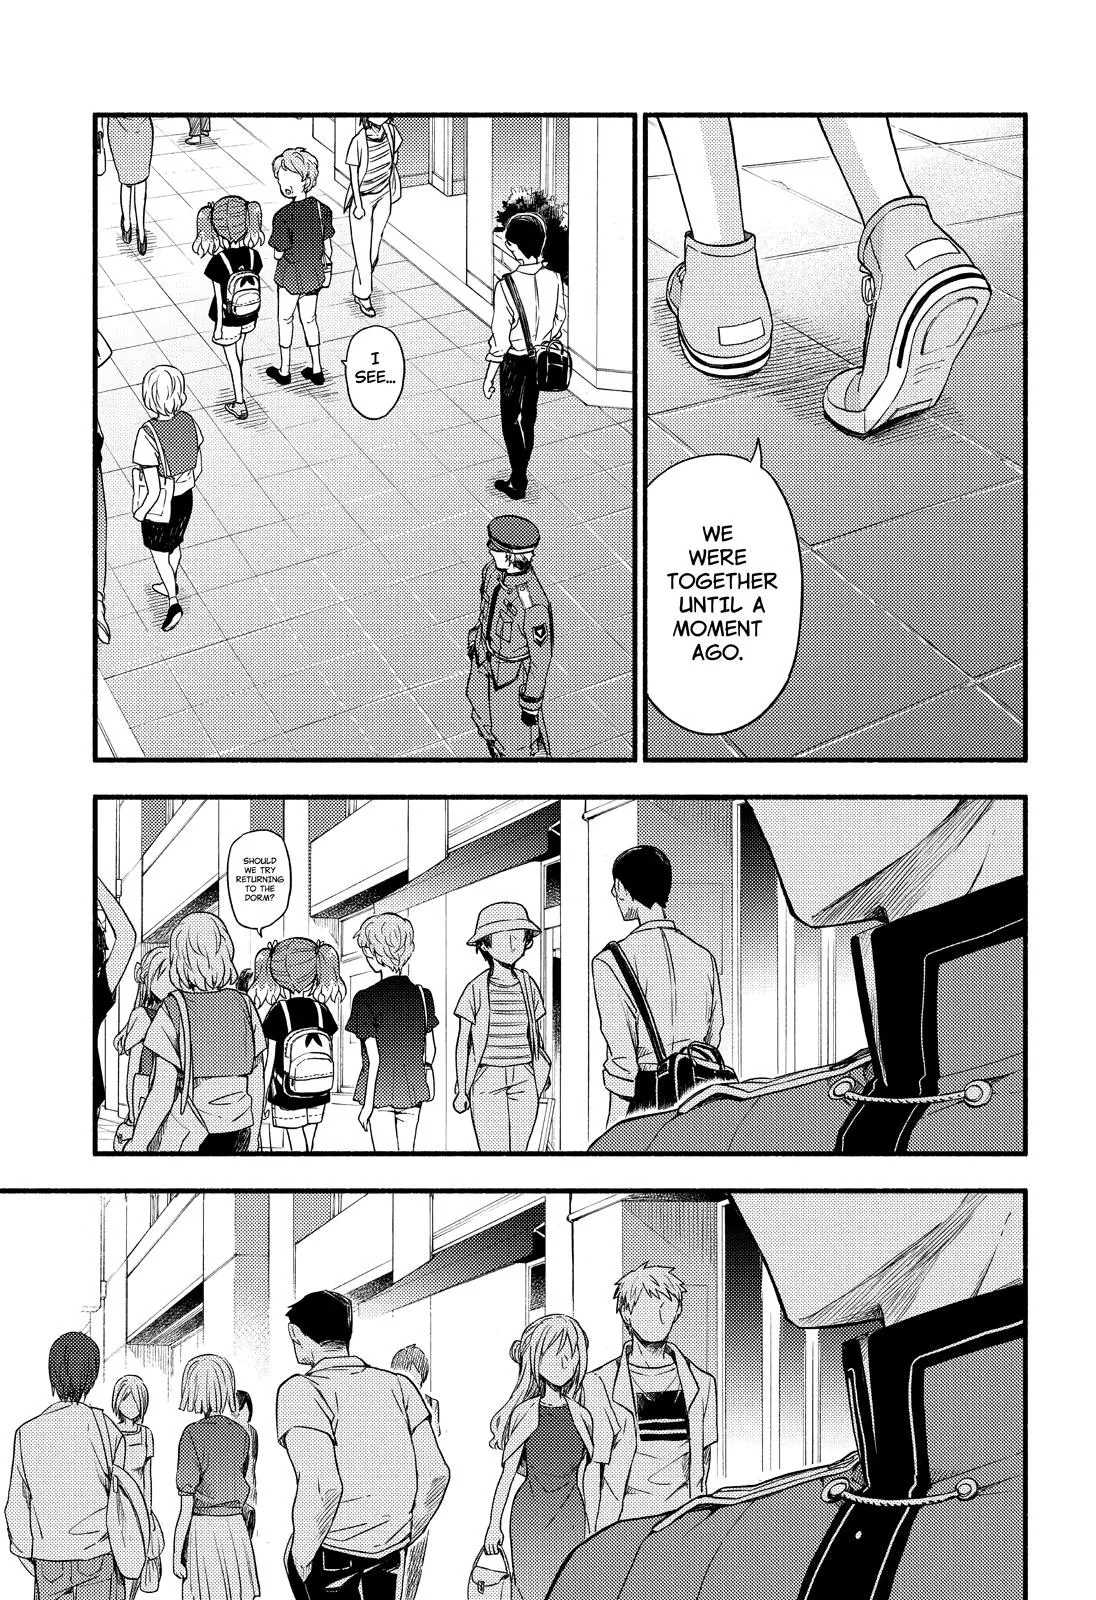 WE
WERE
TOGETHER
UNTIL A
MOMENT
AGO.
I
SEE...
SHOULD
WE TRY
RETURNING
TO THE
DORM?